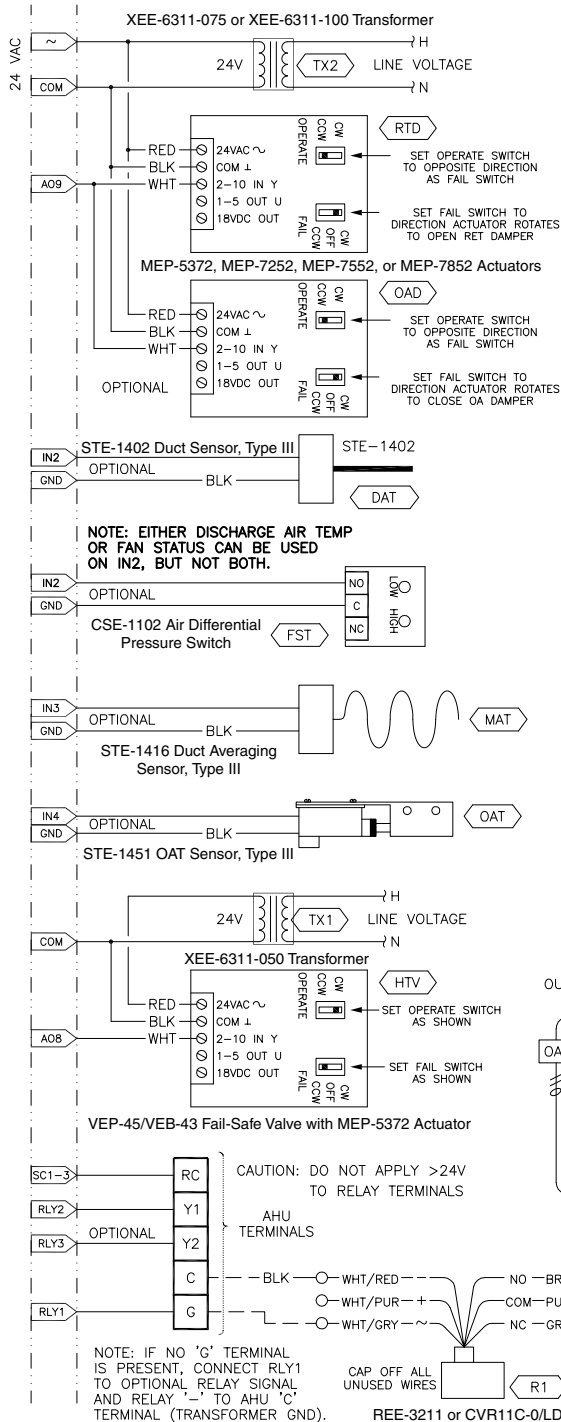 XEE-6311-075 or XEE-6311-100 Transformer
24 VAC
~
COM
24V
TX2
LINE VOLTAGE
H
N
AO9
RED
BLK
WHT
24VAC ~
COM ⊥
2-10 IN Y
1-5 OUT U
18VDC OUT
OPERATE
CCW
CW
FAIL
CCW
OFF
CW
RTD
SET OPERATE SWITCH
TO OPPOSITE DIRECTION
AS FAIL SWITCH
SET FAIL SWITCH TO
DIRECTION ACTUATOR ROTATES
TO OPEN RET DAMPER
MEP-5372, MEP-7252, MEP-7552, or MEP-7852 Actuators
RED
BLK
WHT
OPTIONAL
24VAC ~
COM ⊥
2-10 IN Y
1-5 OUT U
18VDC OUT
OPERATE
CCW
CW
FAIL
CCW
OFF
CW
OAD
SET OPERATE SWITCH
TO OPPOSITE DIRECTION
AS FAIL SWITCH
SET FAIL SWITCH TO
DIRECTION ACTUATOR ROTATES
TO CLOSE OA DAMPER
IN2
STE-1402 Duct Sensor, Type III
STE-1402
OPTIONAL
GND
BLK
DAT
NOTE: EITHER DISCHARGE AIR TEMP
OR FAN STATUS CAN BE USED
ON IN2, BUT NOT BOTH.
IN2
OPTIONAL
GND
NO
C
NC
LOW
HIGH
CSE-1102 Air Differential
Pressure Switch
FST
IN3
OPTIONAL
GND
BLK
MAT
STE-1416 Duct Averaging
Sensor, Type III
IN4
OPTIONAL
GND
BLK
OAT
STE-1451 OAT Sensor, Type III
COM
24V
TX1
LINE VOLTAGE
H
N
XEE-6311-050 Transformer
AO8
RED
BLK
WHT
24VAC ~
COM ⊥
2-10 IN Y
1-5 OUT U
18VDC OUT
OPERATE
CCW
CW
FAIL
CCW
OFF
CW
HTV
SET OPERATE SWITCH
AS SHOWN
SET FAIL SWITCH
AS SHOWN
OU
OA
VEP-45/VEB-43 Fail-Safe Valve with MEP-5372 Actuator
SC1-3
RLY2
RLY3
RLY1
OPTIONAL
RC
Y1
Y2
C
G
CAUTION: DO NOT APPLY >24V
TO RELAY TERMINALS
AHU
TERMINALS
BLK
WHT/RED -
WHT/PUR - +
WHT/GRY - ~
NO BR
COM PU
NC GR
NOTE: IF NO 'G' TERMINAL
IS PRESENT, CONNECT RLY1
TO OPTIONAL RELAY SIGNAL
AND RELAY '-' TO AHU 'C'
TERMINAL (TRANSFORMER GND).
CAP OFF ALL
UNUSED WIRES
R1
REE-3211 or CVR11C-0/LD